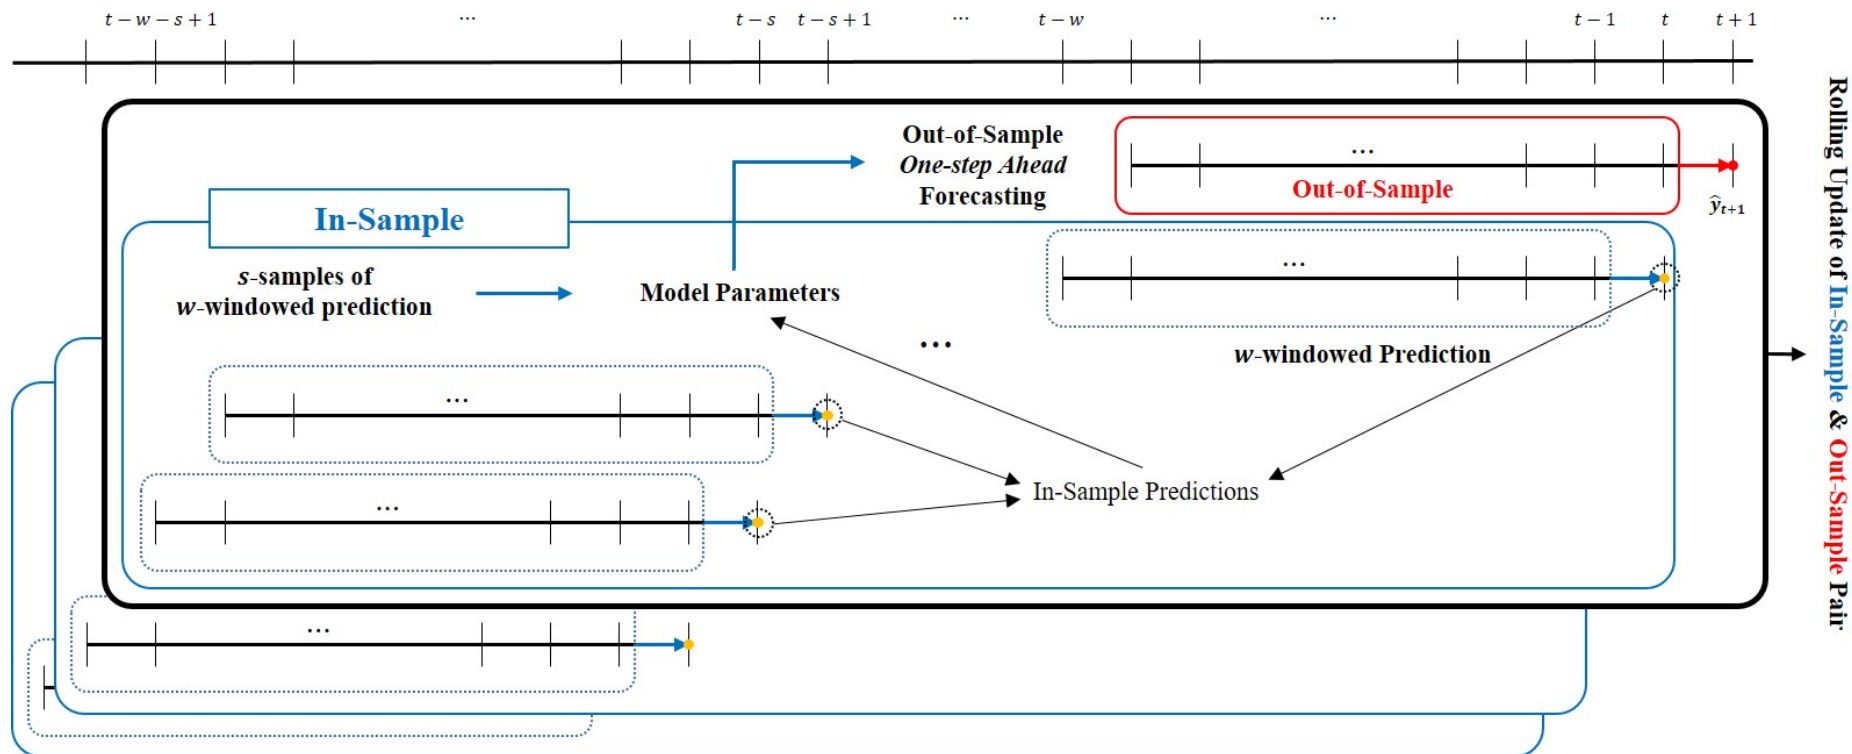 t − w − s + 1 ... t − s t − s + 1 ... t − w ... t − 1 t t + 1
Out-of-Sample
One-step Ahead
Forecasting
...
Out-of-Sample
ŷₜ₊₁
In-Sample
s-samples of
w-windowed prediction
Model Parameters
...
w-windowed Prediction
...
...
In-Sample Predictions
...
...
Rolling Update of In-Sample & Out-Sample Pair